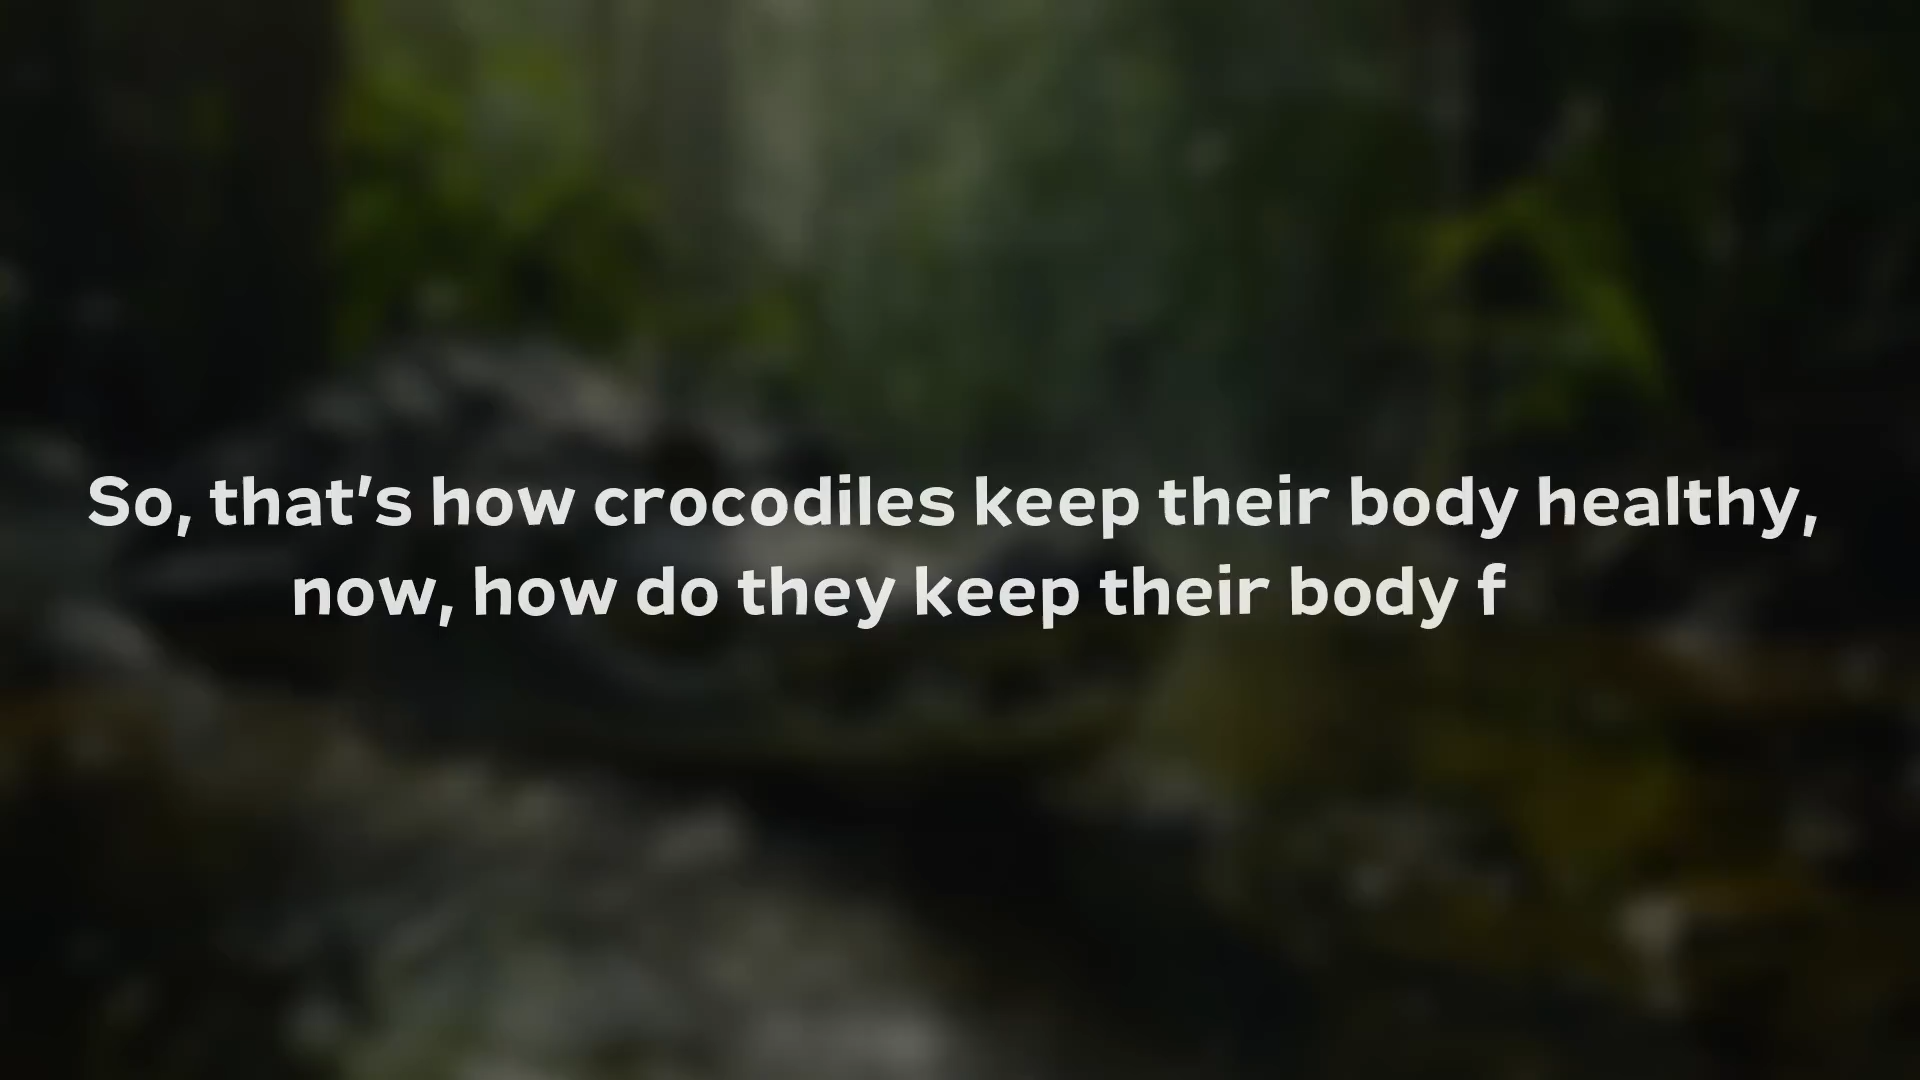 So, that's how crocodiles keep their body healthy,
now, how do they keep their body f